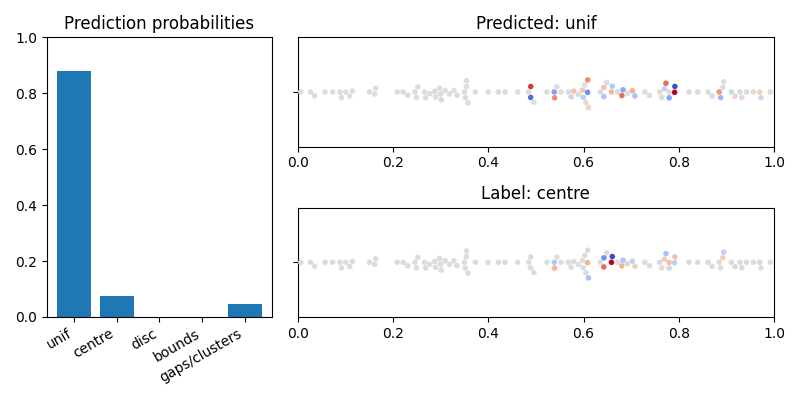 Prediction probabilities
1.0
0.8
0.6
0.4
0.2
0.0
unif
centre
disc
bounds
gaps/clusters
Predicted: unif
0.0 0.2 0.4 0.6 0.8 1.0
Label: centre
0.0 0.2 0.4 0.6 0.8 1.0